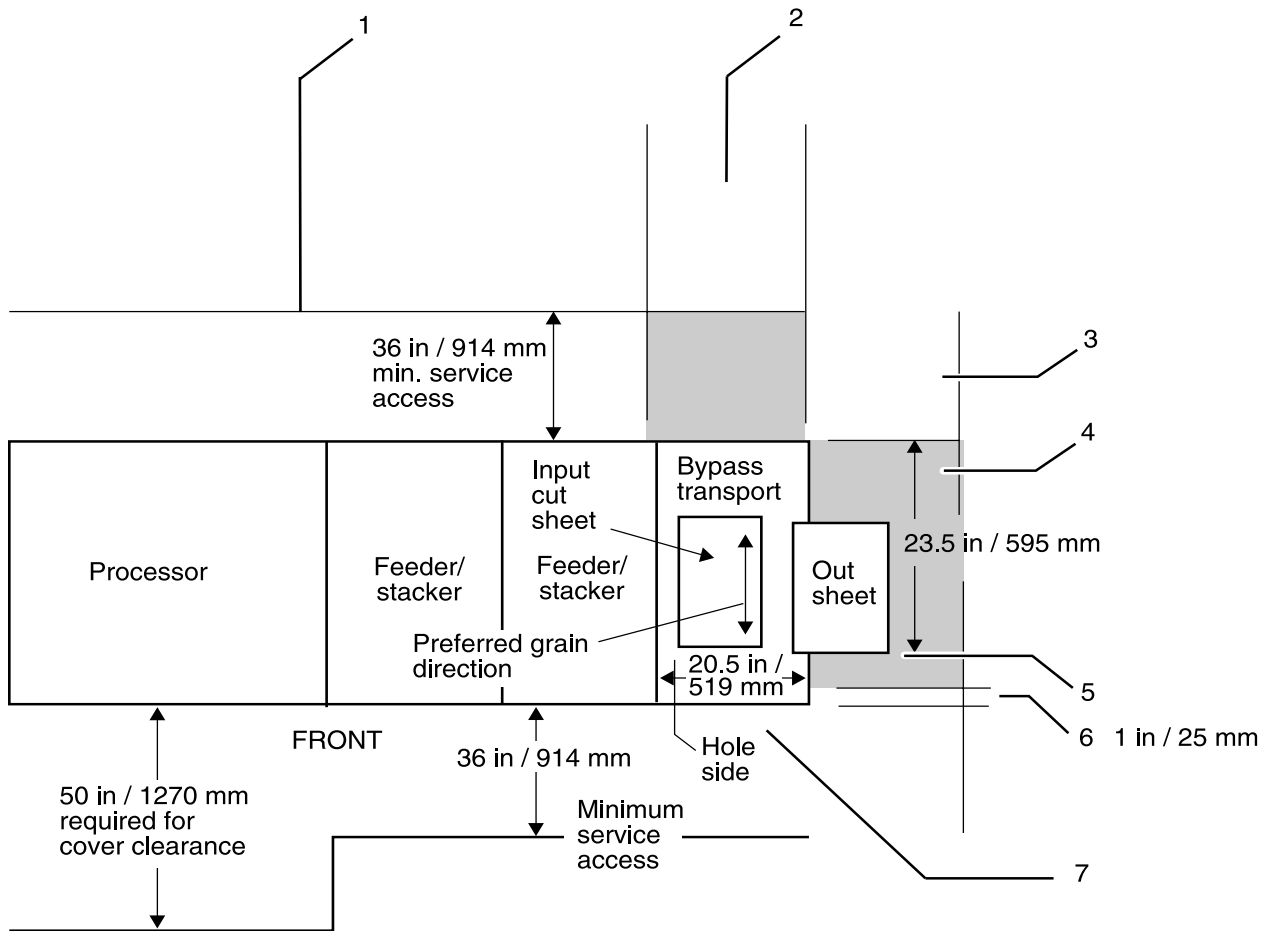 1
2
36 in / 914 mm
min. service
access
3
4
Input
cut
sheet
Bypass
transport
23.5 in / 595 mm
Processor
Feeder/
stacker
Feeder/
stacker
Out
sheet
Preferred grain
direction
20.5 in /
519 mm
5
6 1 in / 25 mm
FRONT
36 in / 914 mm
Hole
side
50 in / 1270 mm
required for
cover clearance
Minimum
service
access
7